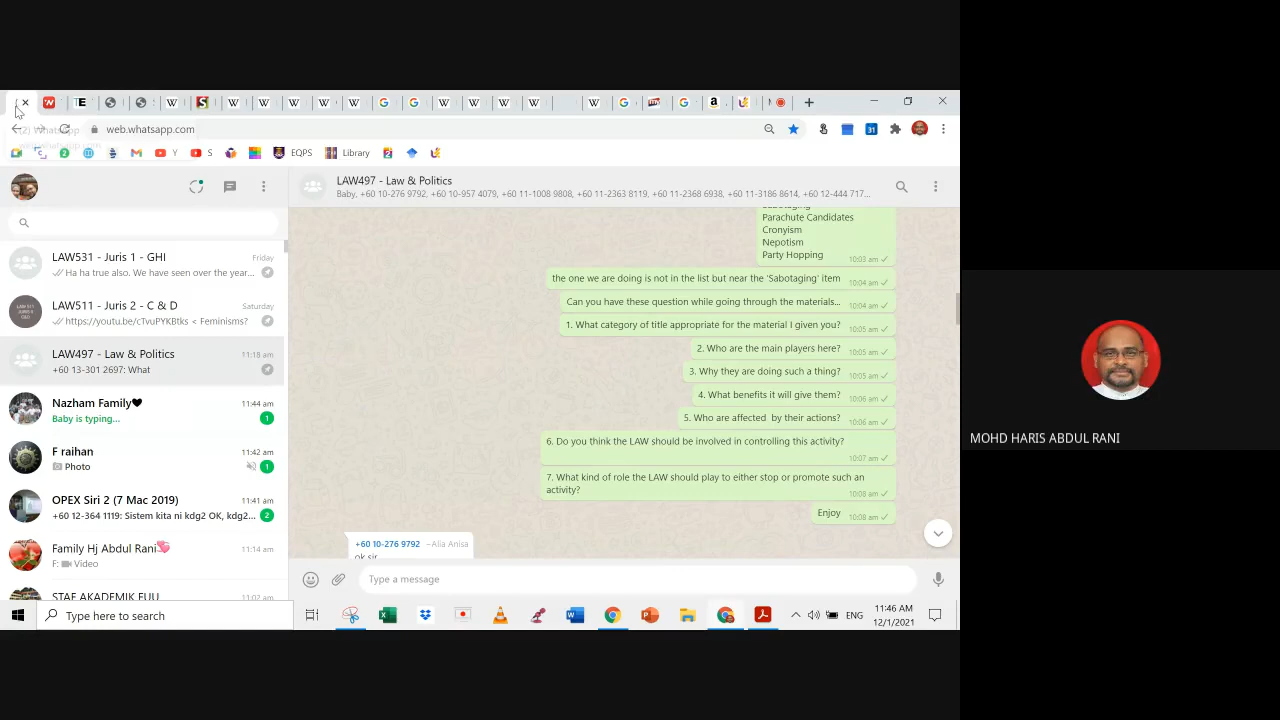 web.whatsapp.com
Y
S
EQPS
Library
LAW497 - Law & Politics
Baby, +60 10-276 9792, +60 10-957 4079, +60 11-1008 9808, +60 11-2363 8119, +60 11-2368 6938, +60 11-3186 8614, +60 12-444 717...
LAW531 - Juris 1 - GHI
Friday
Ha ha true also. We have seen over the year...
LAW511 - Juris 2 - C & D
Saturday
https://youtu.be/cTvuPYKBtks < Feminisms?
LAW497 - Law & Politics
11:18 am
+60 13-301 2697: What
Nazham Family
11:44 am
Baby is typing...
1
F raihan
11:42 am
Photo
1
OPEX Siri 2 (7 Mac 2019)
11:41 am
+60 12-364 1119: Sistem kita ni kdg2 OK, kdg2...
2
Family Hj Abdul Rani
11:14 am
F: Video
STAF AKADEMIK FUU
11:02 am
Sabotaging
Parachute Candidates
Cronyism
Nepotism
Party Hopping
10:03 am
the one we are doing is not in the list but near the 'Sabotaging' item
10:04 am
Can you have these question while going through the materials...
10:04 am
1. What category of title appropriate for the material I given you?
10:05 am
2. Who are the main players here?
10:05 am
3. Why they are doing such a thing?
10:05 am
4. What benefits it will give them?
10:06 am
5. Who are affected by their actions?
10:06 am
6. Do you think the LAW should be involved in controlling this activity?
10:07 am
7. What kind of role the LAW should play to either stop or promote such an
activity?
10:08 am
Enjoy
10:08 am
+60 10-276 9792 ~Alia Anisa
ok sir
Type a message
Type here to search
ENG
11:46 AM
12/1/2021
MOHD HARIS ABDUL RANI